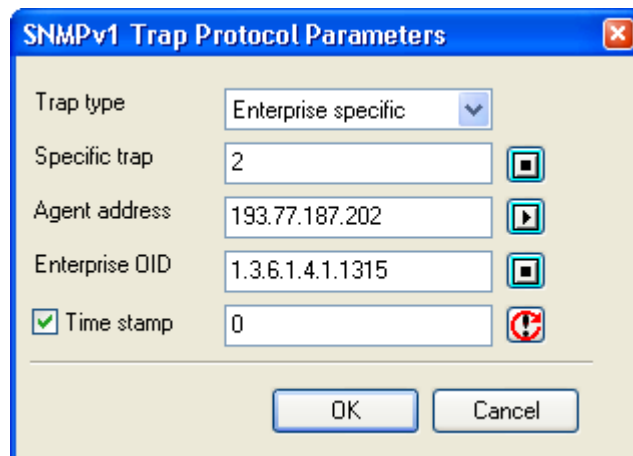 SNMPv1 Trap Protocol Parameters
Trap type Enterprise specific
Specific trap 2
Agent address 193.77.187.202
Enterprise OID 1.3.6.1.4.1.1315
Time stamp 0
OK Cancel